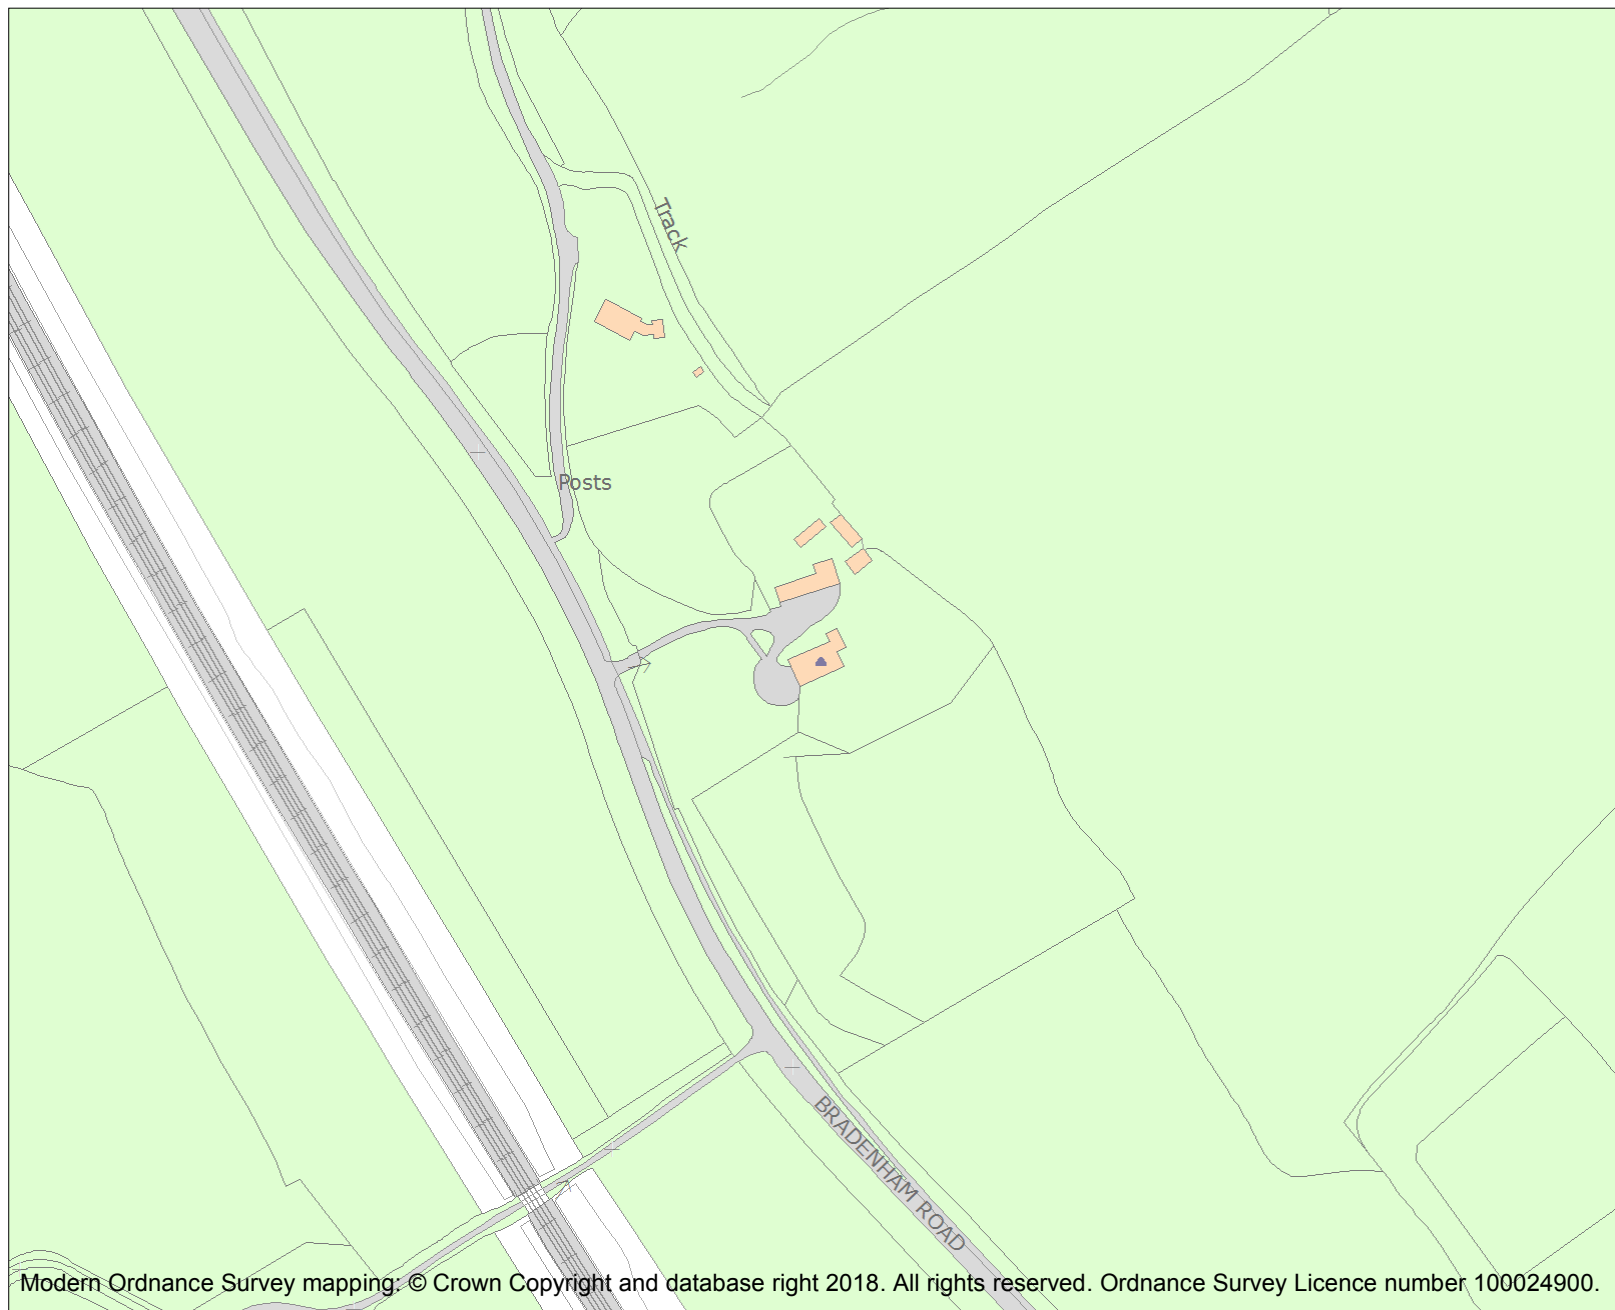 Track
Posts
BRADENHAM ROAD
Modern Ordnance Survey mapping: © Crown Copyright and database right 2018. All rights reserved. Ordnance Survey Licence number 100024900.